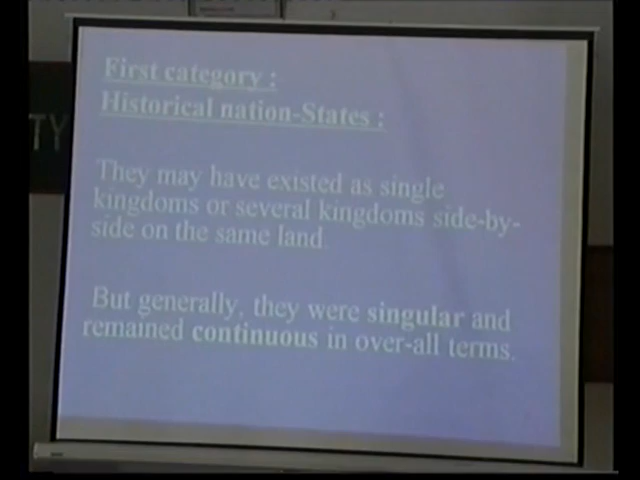 First category :
Historical nation-States :
They may have existed as single
kingdoms or several kingdoms side-by-
side on the same land.
But generally, they were singular and
remained continuous in over-all terms.
TY